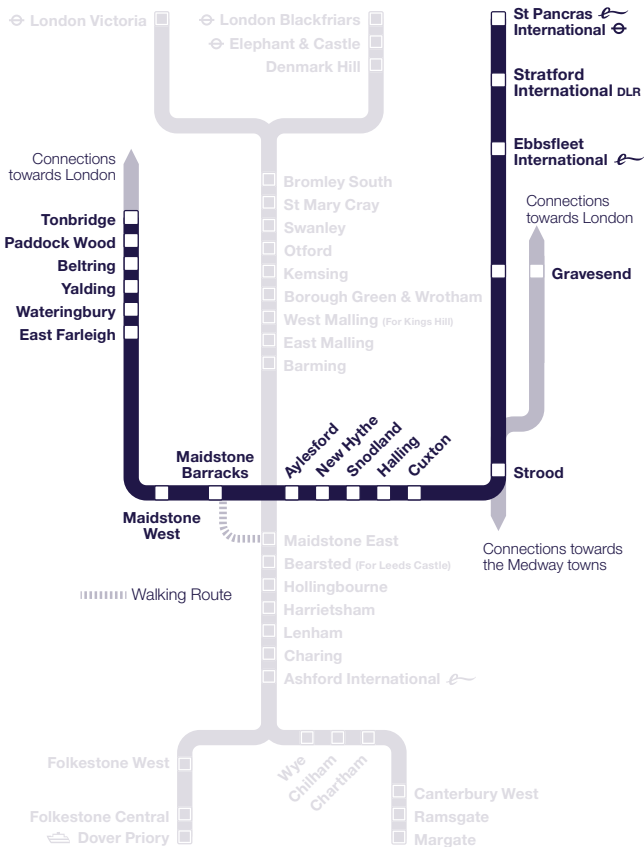 London Victoria
London Blackfriars
Elephant & Castle
Denmark Hill
St Pancras
International
Stratford
International DLR
Ebbsfleet
International
Connections
towards London
Tonbridge
Paddock Wood
Beltring
Yalding
Wateringbury
East Farleigh
Bromley South
St Mary Cray
Swanley
Otford
Kemsing
Borough Green & Wrotham
West Malling (For Kings Hill)
East Malling
Barming
Connections
towards London
Gravesend
Maidstone
West
Maidstone
Barracks
Aylesford
New Hythe
Snodland
Halling
Cuxton
Strood
Connections towards
the Medway towns
Maidstone East
Bearsted (For Leeds Castle)
Hollingbourne
Harrietsham
Lenham
Charing
Ashford International
Walking Route
Folkestone West
Folkestone Central
Dover Priory
Wye
Chilham
Chartham
Canterbury West
Ramsgate
Margate